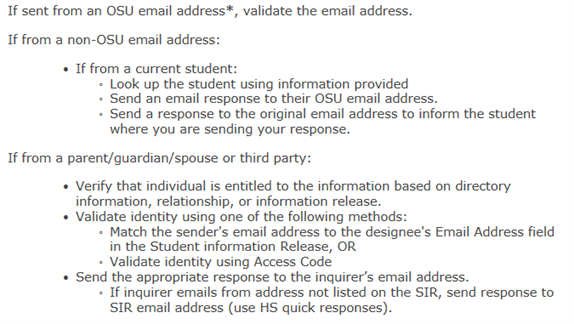 If sent from an OSU email address*, validate the email address.
If from a non-OSU email address:
• If from a current student:
◦ Look up the student using information provided
◦ Send an email response to their OSU email address.
◦ Send a response to the original email address to inform the student
where you are sending your response.
If from a parent/guardian/spouse or third party:
• Verify that individual is entitled to the information based on directory
information, relationship, or information release.
• Validate identity using one of the following methods:
◦ Match the sender's email address to the designee's Email Address field
in the Student information Release, OR
◦ Validate identity using Access Code
• Send the appropriate response to the inquirer’s email address.
◦ If inquirer emails from address not listed on the SIR, send response to
SIR email address (use HS quick responses).